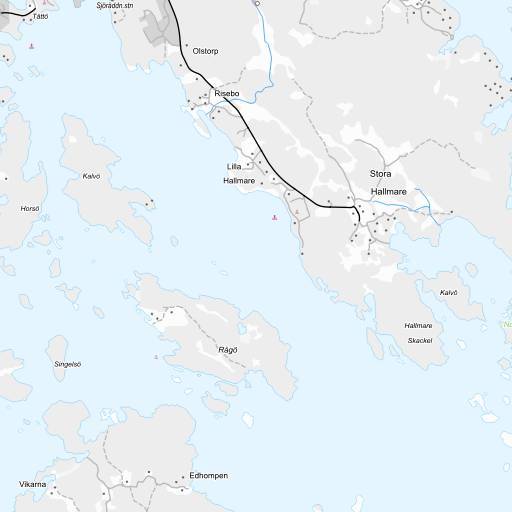 Sjöräddn.stn
Tättö
Olstorp
Risebo
Lilla
Hallmare
Kalvö
Horsö
Stora
Hallmare
Kalvö
Hallmare
Skackel
Rågö
Singelsö
Edhompen
Vikarna